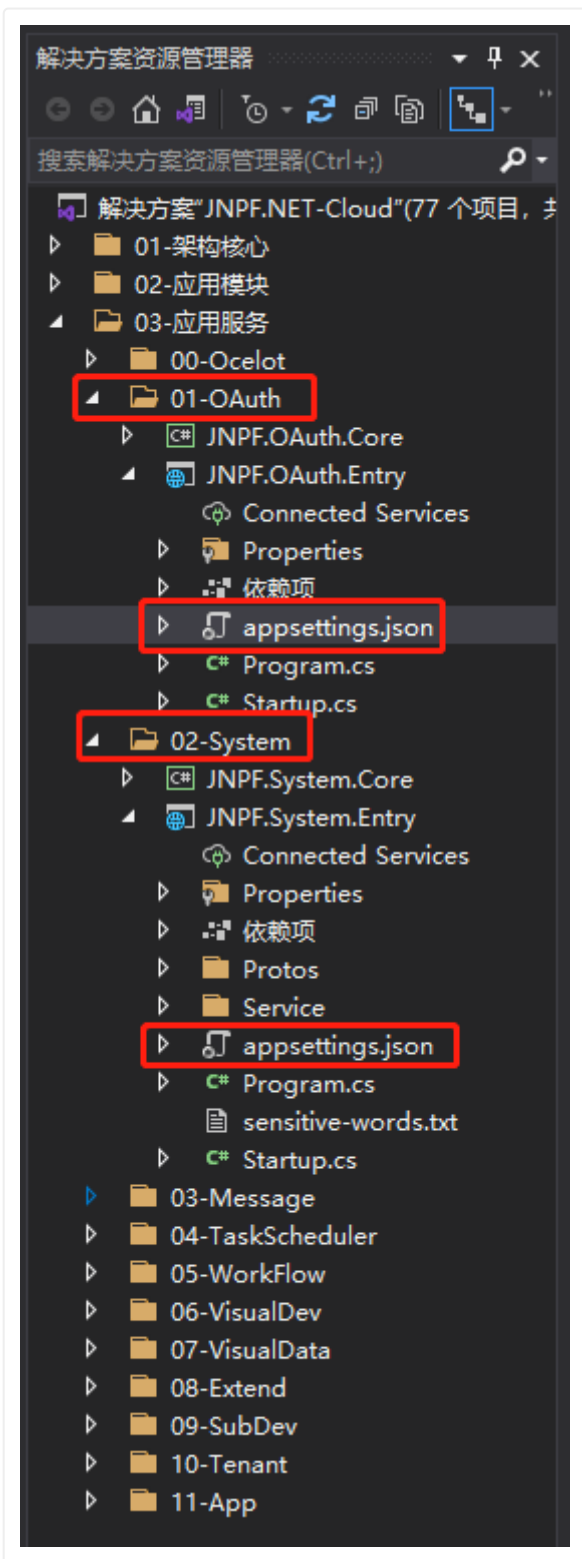 解决方案资源管理器
搜索解决方案资源管理器(Ctrl+;)
解决方案"JNPF.NET-Cloud"(77 个项目，共
01-架构核心
02-应用模块
03-应用服务
00-Ocelot
01-OAuth
C# JNPF.OAuth.Core
JNPF.OAuth.Entry
Connected Services
Properties
依赖项
appsettings.json
C# Program.cs
C# Startup.cs
02-System
C# JNPF.System.Core
JNPF.System.Entry
Connected Services
Properties
依赖项
Protos
Service
appsettings.json
C# Program.cs
sensitive-words.txt
C# Startup.cs
03-Message
04-TaskScheduler
05-WorkFlow
06-VisualDev
07-VisualData
08-Extend
09-SubDev
10-Tenant
11-App